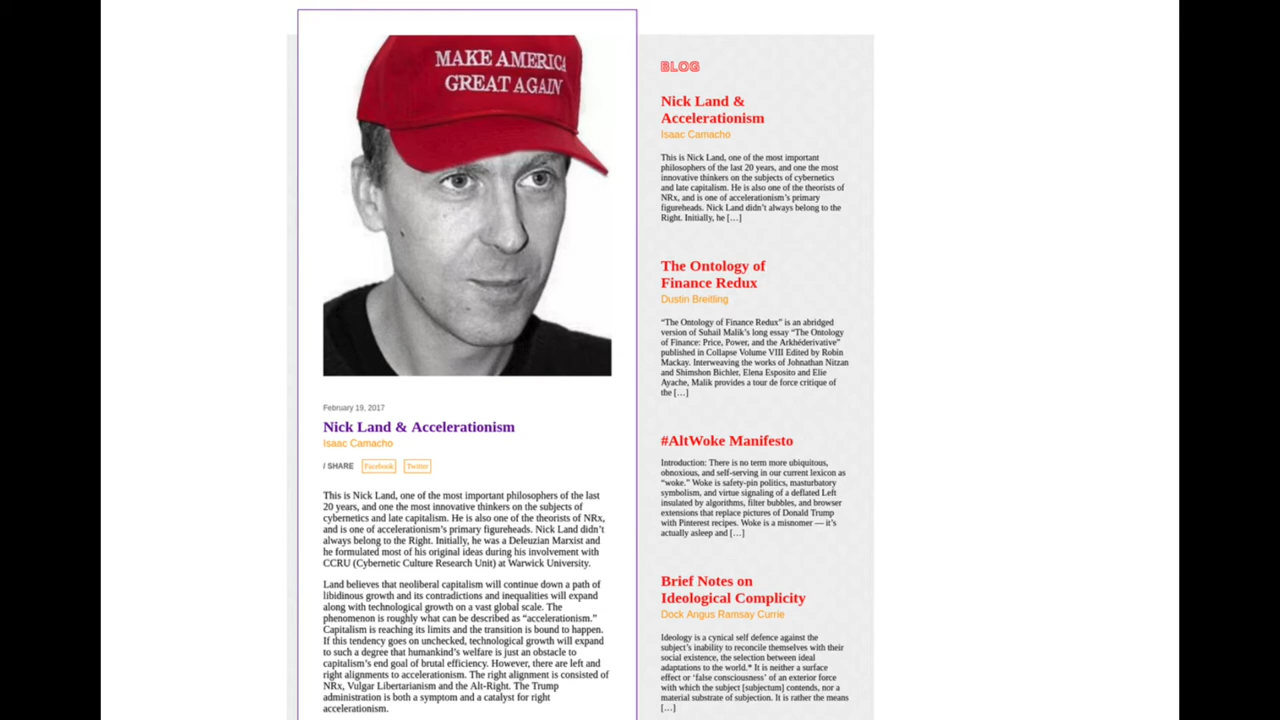 MAKE AMERICA
GREAT AGAIN
February 19, 2017
Nick Land & Accelerationism
Isaac Camacho
/ SHARE Facebook Twitter
This is Nick Land, one of the most important philosophers of the last
20 years, and one the most innovative thinkers on the subjects of
cybernetics and late capitalism. He is also one of the theorists of NRx,
and is one of accelerationism's primary figureheads. Nick Land didn't
always belong to the Right. Initially, he was a Deleuzian Marxist and
he formulated most of his original ideas during his involvement with
CCRU (Cybernetic Culture Research Unit) at Warwick University.
Land believes that neoliberal capitalism will continue down a path of
libidinous growth and its contradictions and inequalities will expand
along with technological growth on a vast global scale. The
phenomenon is roughly what can be described as “accelerationism.”
Capitalism is reaching its limits and the transition is bound to happen.
If this tendency goes on unchecked, technological growth will expand
to such a degree that humankind's welfare is just an obstacle to
capitalism's end goal of brutal efficiency. However, there are left and
right alignments to accelerationism. The right alignment is consisted of
NRx, Vulgar Libertarianism and the Alt-Right. The Trump
administration is both a symptom and a catalyst for right
accelerationism.
BLOG
Nick Land &
Accelerationism
Isaac Camacho
This is Nick Land, one of the most important
philosophers of the last 20 years, and one the most
innovative thinkers on the subjects of cybernetics
and late capitalism. He is also one of the theorists of
NRx, and is one of accelerationism's primary
figureheads. Nick Land didn't always belong to the
Right. Initially, he […]
The Ontology of
Finance Redux
Dustin Breitling
“The Ontology of Finance Redux” is an abridged
version of Suhail Malik's long essay “The Ontology
of Finance: Price, Power, and the Arkhéderivative”
published in Collapse Volume VIII Edited by Robin
Mackay. Interweaving the works of Johnathan Nitzan
and Shimshon Bichler, Elena Esposito and Elie
Ayache, Malik provides a tour de force critique of
the […]
#AltWoke Manifesto
Introduction: There is no term more ubiquitous,
obnoxious, and self-serving in our current lexicon as
“woke.” Woke is safety-pin politics, masturbatory
symbolism, and virtue signaling of a deflated Left
insulated by algorithms, filter bubbles, and browser
extensions that replace pictures of Donald Trump
with Pinterest recipes. Woke is a misnomer — it's
actually asleep and […]
Brief Notes on
Ideological Complicity
Dock Angus Ramsay Currie
Ideology is a cynical self defence against the
subject's inability to reconcile themselves with their
social existence, the selection between ideal
adaptations to the world.* It is neither a surface
effect or ‘false consciousness’ of an exterior force
with which the subject [subjectum] contends, nor a
material substrate of subjection. It is rather the means
[…]